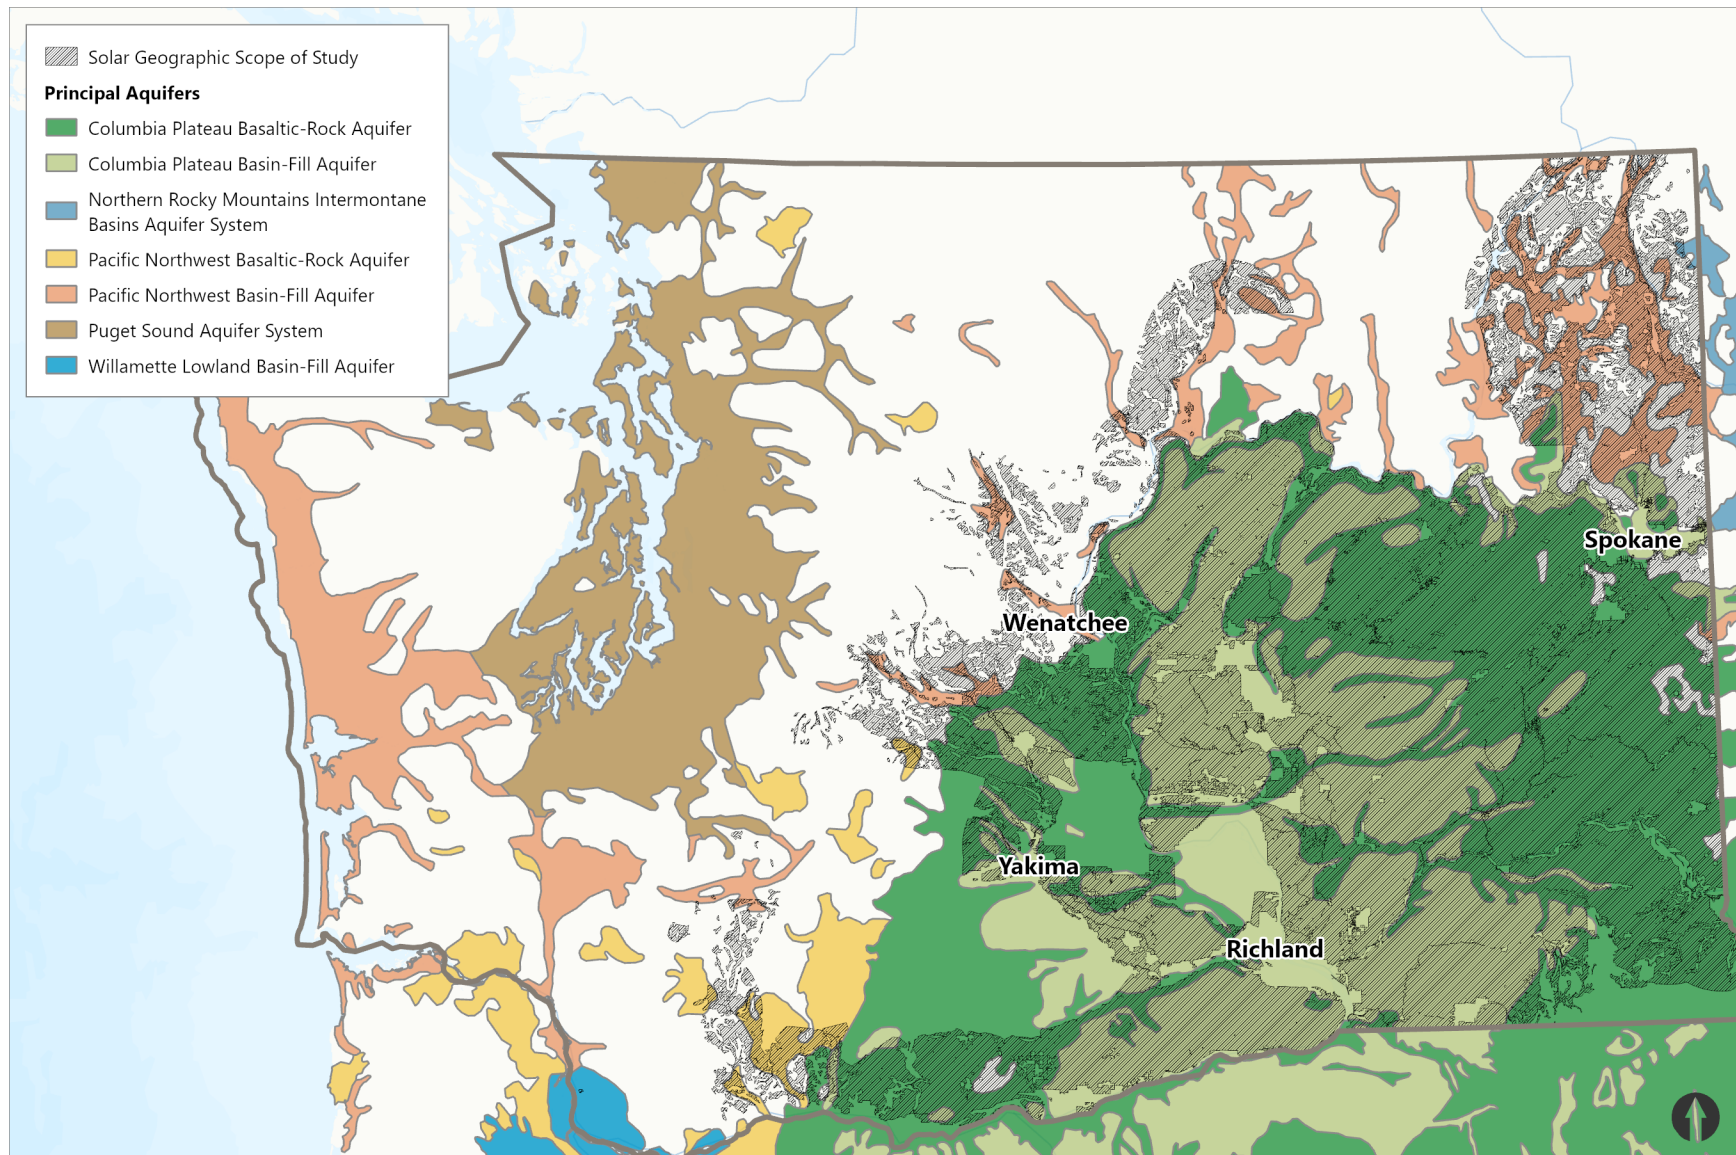 Solar Geographic Scope of Study
Principal Aquifers
Columbia Plateau Basaltic-Rock Aquifer
Columbia Plateau Basin-Fill Aquifer
Northern Rocky Mountains Intermontane
Basins Aquifer System
Pacific Northwest Basaltic-Rock Aquifer
Pacific Northwest Basin-Fill Aquifer
Puget Sound Aquifer System
Willamette Lowland Basin-Fill Aquifer
Spokane
Wenatchee
Yakima
Richland